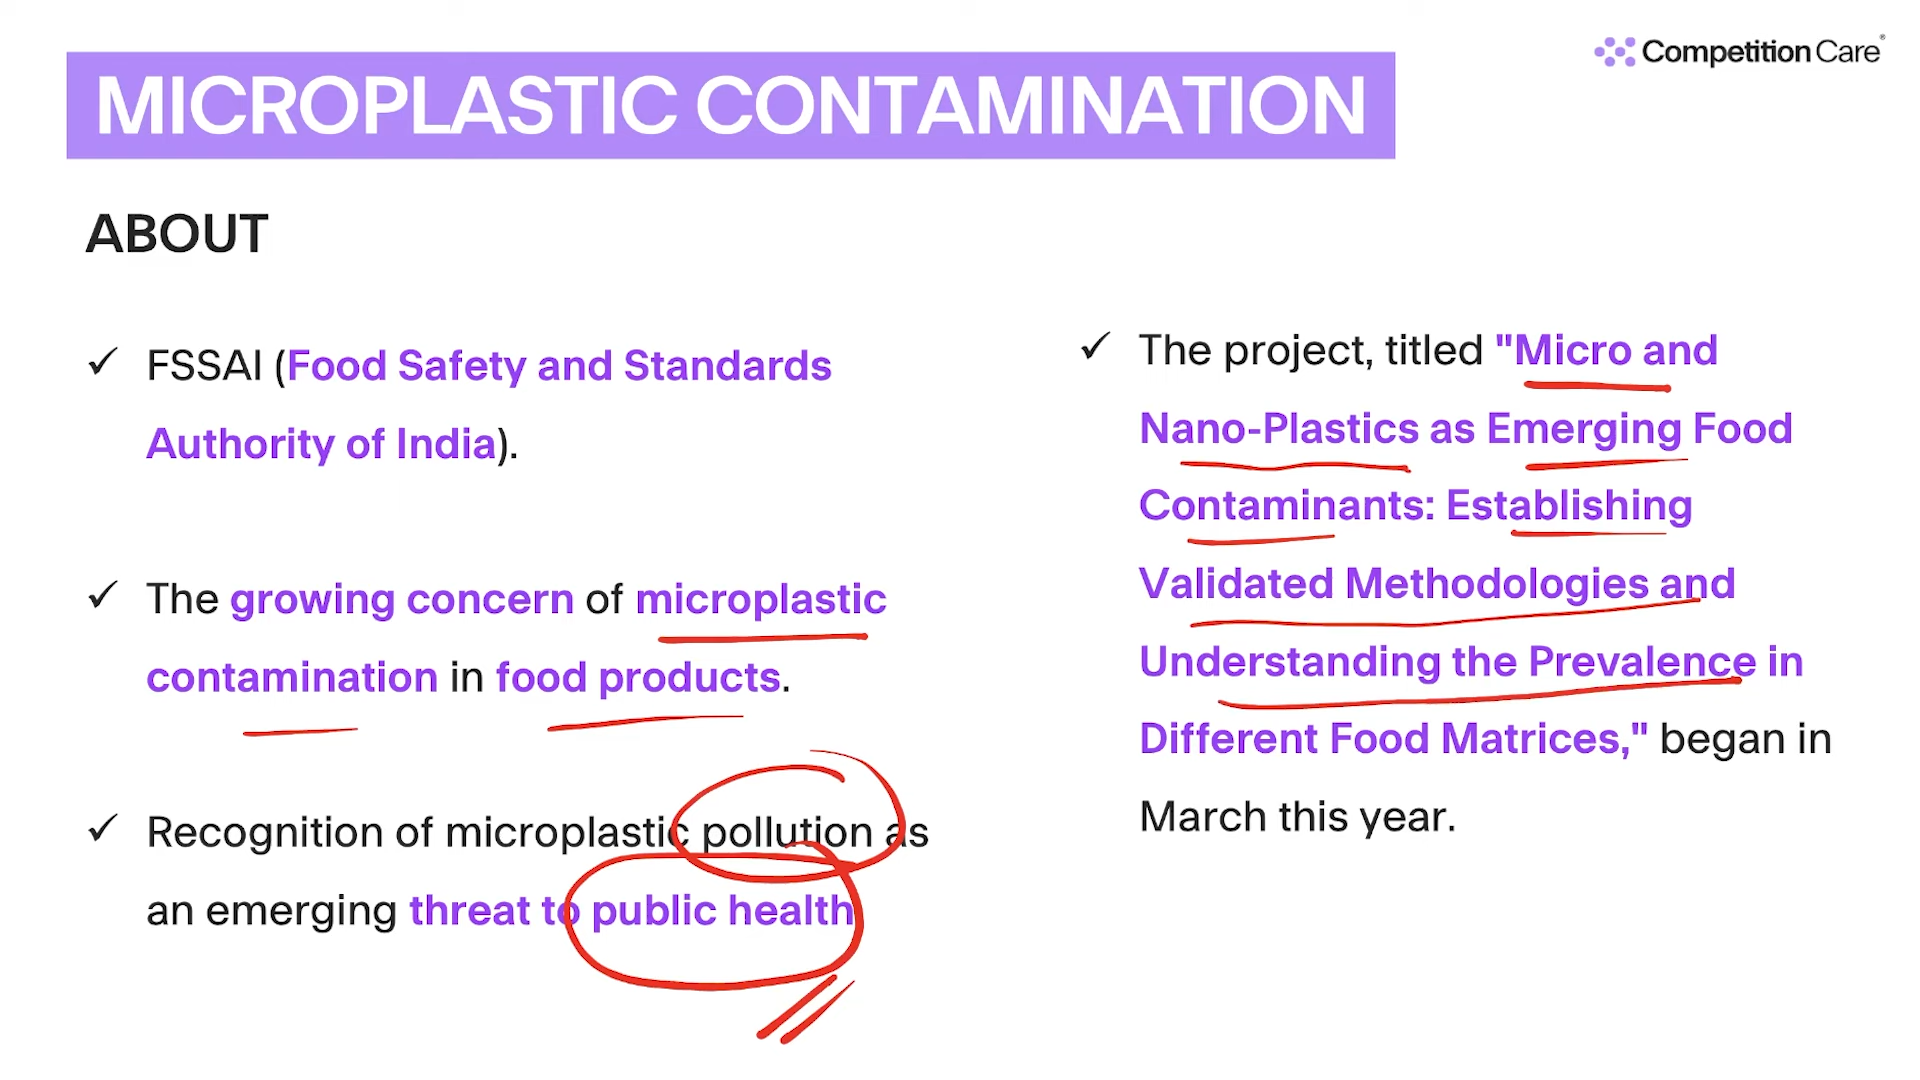 Competition Care®
MICROPLASTIC CONTAMINATION
ABOUT
✓ FSSAI (Food Safety and Standards
Authority of India).
✓ The growing concern of microplastic
contamination in food products.
✓ Recognition of microplastic pollution as
an emerging threat to public health
✓ The project, titled "Micro and
Nano-Plastics as Emerging Food
Contaminants: Establishing
Validated Methodologies and
Understanding the Prevalence in
Different Food Matrices," began in
March this year.